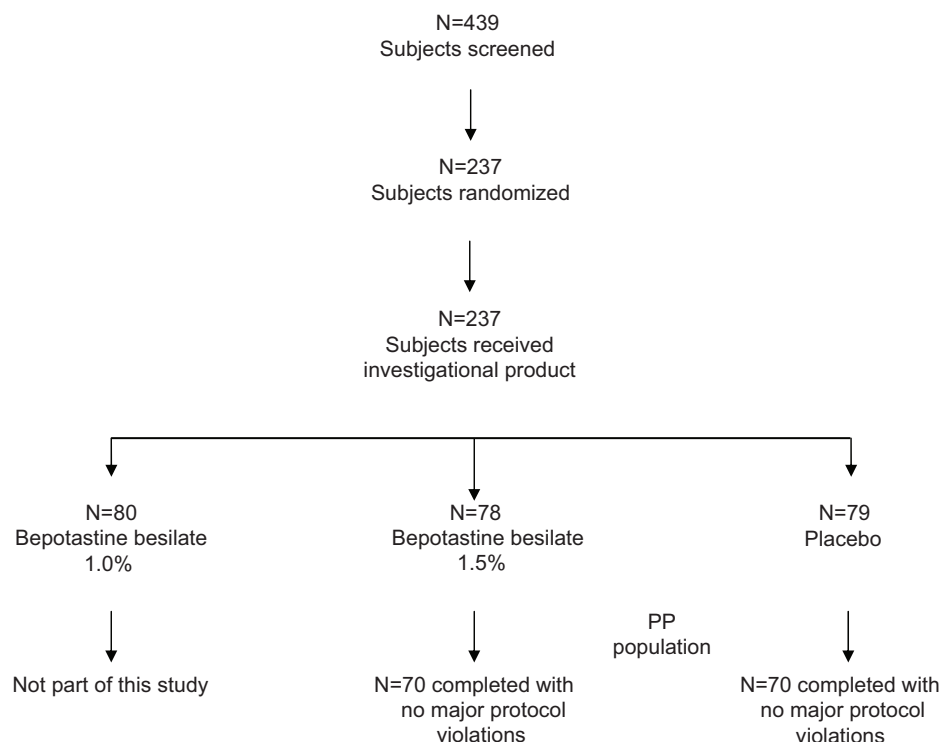 N=439
Subjects screened
N=237
Subjects randomized
N=237
Subjects received
investigational product
N=80
Bepotastine besilate
1.0%
N=78
Bepotastine besilate
1.5%
N=79
Placebo
PP
population
Not part of this study
N=70 completed with
no major protocol
violations
N=70 completed with
no major protocol
violations